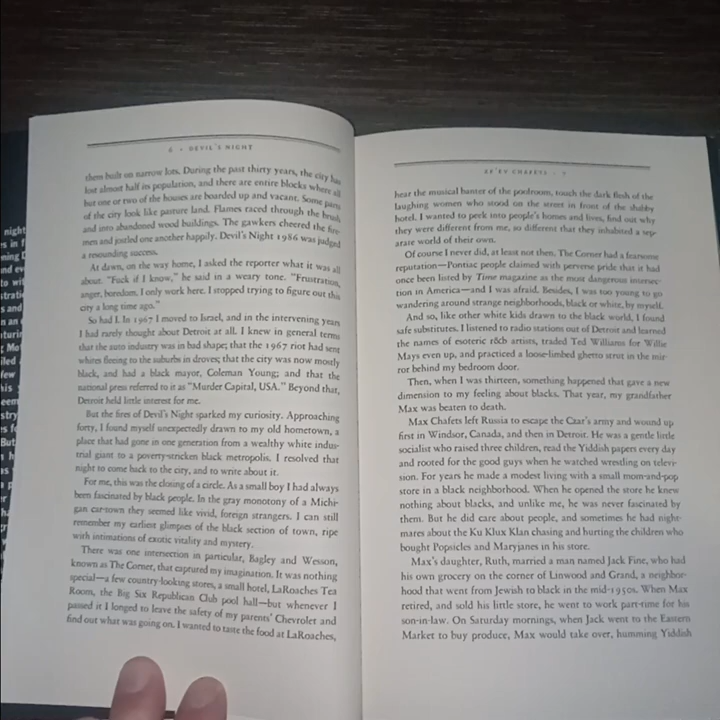 6 • DEVIL'S NIGHT
them built on narrow lots. During the past thirty years, the city has
lost almost half its population, and there are entire blocks where all
but one or two of the houses are boarded up and vacant. Some parts
of the city look like pasture land. Flames raced through the brush
and into abandoned wood buildings. The gawkers cheered the fire-
men and jostled one another happily. Devil's Night 1986 was judged
a resounding success.
At dawn, on the way home, I asked the reporter what it was all
about. "Fuck if I know," he said in a weary tone. "Frustration,
anger, boredom. I only work here. I stopped trying to figure out this
city a long time ago."
So had I. In 1967 I moved to Israel, and in the intervening years
I had rarely thought about Detroit at all. I knew in general terms
that the auto industry was in bad shape; that the 1967 riot had sent
whites fleeing to the suburbs in droves; that the city was now mostly
black, and had a black mayor, Coleman Young; and that the
national press referred to it as "Murder Capital, USA." Beyond that,
Detroit held little interest for me.
But the fires of Devil's Night sparked my curiosity. Approaching
forty, I found myself unexpectedly drawn to my old hometown, a
place that had gone in one generation from a wealthy white indus-
trial giant to a poverty-stricken black metropolis. I resolved that
night to come back to the city, and to write about it.
For me, this was the closing of a circle. As a small boy I had always
been fascinated by black people. In the gray monotony of a Michi-
gan car-town they seemed like vivid, foreign strangers. I can still
remember my earliest glimpses of the black section of town, ripe
with intimations of exotic vitality and mystery.
There was one intersection in particular, Bagley and Wesson,
known as The Corner, that captured my imagination. It was nothing
special—a few country-looking stores, a small hotel, LaRoaches Tea
Room, the Big Six Republican Club pool hall—but whenever I
passed it I longed to leave the safety of my parents' Chevrolet and
find out what was going on. I wanted to taste the food at LaRoaches,
ZE'EV CHAFETS • 7
hear the musical banter of the poolroom, touch the dark flesh of the
laughing women who stood on the street in front of the shabby
hotel. I wanted to peek into people's homes and lives, find out why
they were different from me, so different that they inhabited a sep-
arate world of their own.
Of course I never did, at least not then. The Corner had a fearsome
reputation—Pontiac people claimed with perverse pride that it had
once been listed by Time magazine as the most dangerous intersec-
tion in America—and I was afraid. Besides, I was too young to go
wandering around strange neighborhoods, black or white, by myself.
And so, like other white kids drawn to the black world, I found
safe substitutes. I listened to radio stations out of Detroit and learned
the names of esoteric r&b artists, traded Ted Williams for Willie
Mays even up, and practiced a loose-limbed ghetto strut in the mir-
ror behind my bedroom door.
Then, when I was thirteen, something happened that gave a new
dimension to my feeling about blacks. That year, my grandfather
Max was beaten to death.
Max Chafets left Russia to escape the Czar's army and wound up
first in Windsor, Canada, and then in Detroit. He was a gentle little
socialist who raised three children, read the Yiddish papers every day
and rooted for the good guys when he watched wrestling on televi-
sion. For years he made a modest living with a small mom-and-pop
store in a black neighborhood. When he opened the store he knew
nothing about blacks, and unlike me, he was never fascinated by
them. But he did care about people, and sometimes he had night-
mares about the Ku Klux Klan chasing and hurting the children who
bought Popsicles and Maryjanes in his store.
Max's daughter, Ruth, married a man named Jack Fine, who had
his own grocery on the corner of Linwood and Grand, a neighbor-
hood that went from Jewish to black in the mid-1950s. When Max
retired, and sold his little store, he went to work part-time for his
son-in-law. On Saturday mornings, when Jack went to the Eastern
Market to buy produce, Max would take over, humming Yiddish